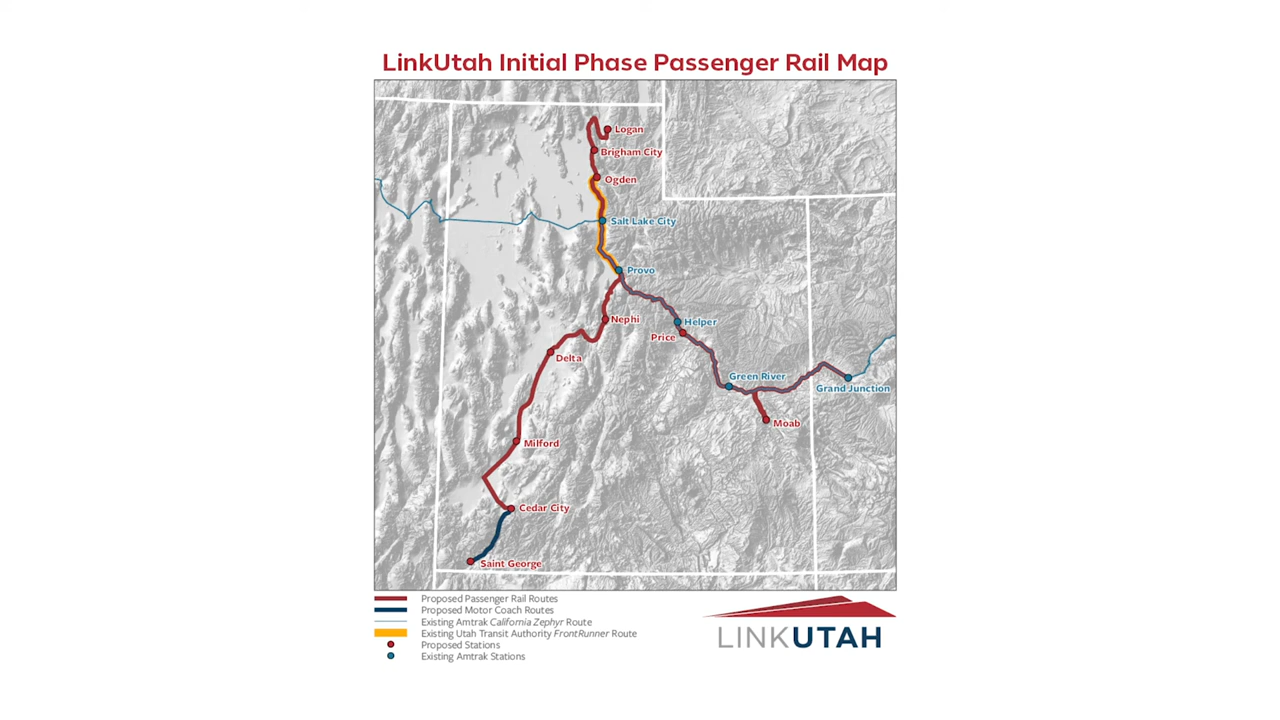 LinkUtah Initial Phase Passenger Rail Map
Logan
Brigham City
Ogden
Salt Lake City
Provo
Nephi
Helper
Price
Delta
Green River
Grand Junction
Moab
Milford
Cedar City
Saint George
Proposed Passenger Rail Routes
Proposed Motor Coach Routes
Existing Amtrak California Zephyr Route
Existing Utah Transit Authority FrontRunner Route
Proposed Stations
Existing Amtrak Stations
LINKUTAH